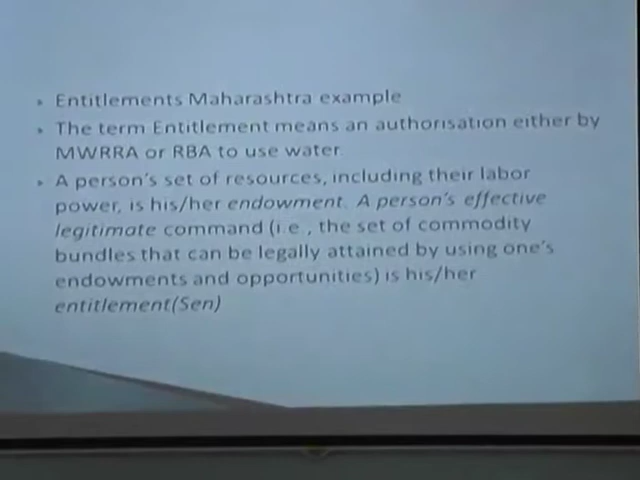 Entitlements Maharashtra example
The term Entitlement means an authorisation either by
MWRRA or RBA to use water.
A person's set of resources, including their labor
power, is his/her endowment. A person's effective
legitimate command (i.e., the set of commodity
bundles that can be legally attained by using one's
endowments and opportunities) is his/her
entitlement(Sen)